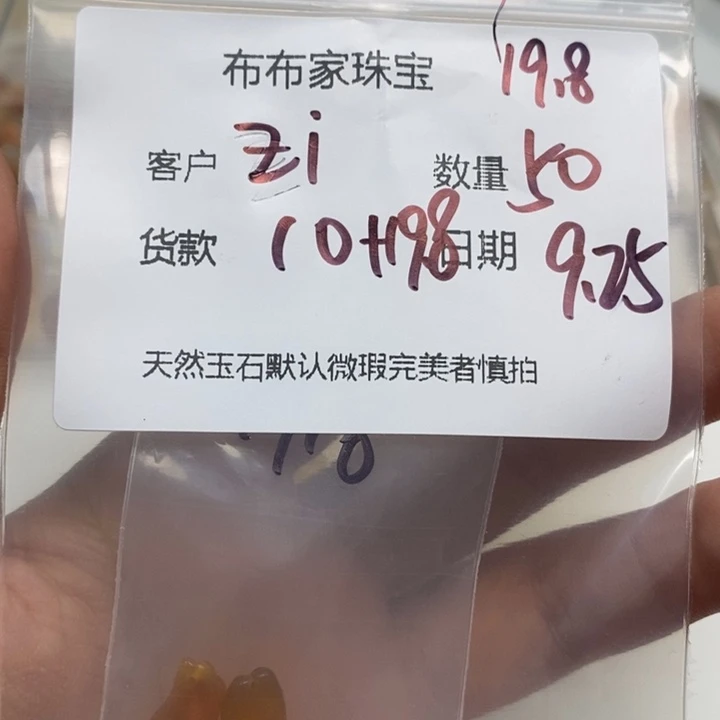 布布家珠宝 19.8
客户 zi 数量 50
货款 10+198 日期 9.25
天然玉石默认微瑕完美者慎拍